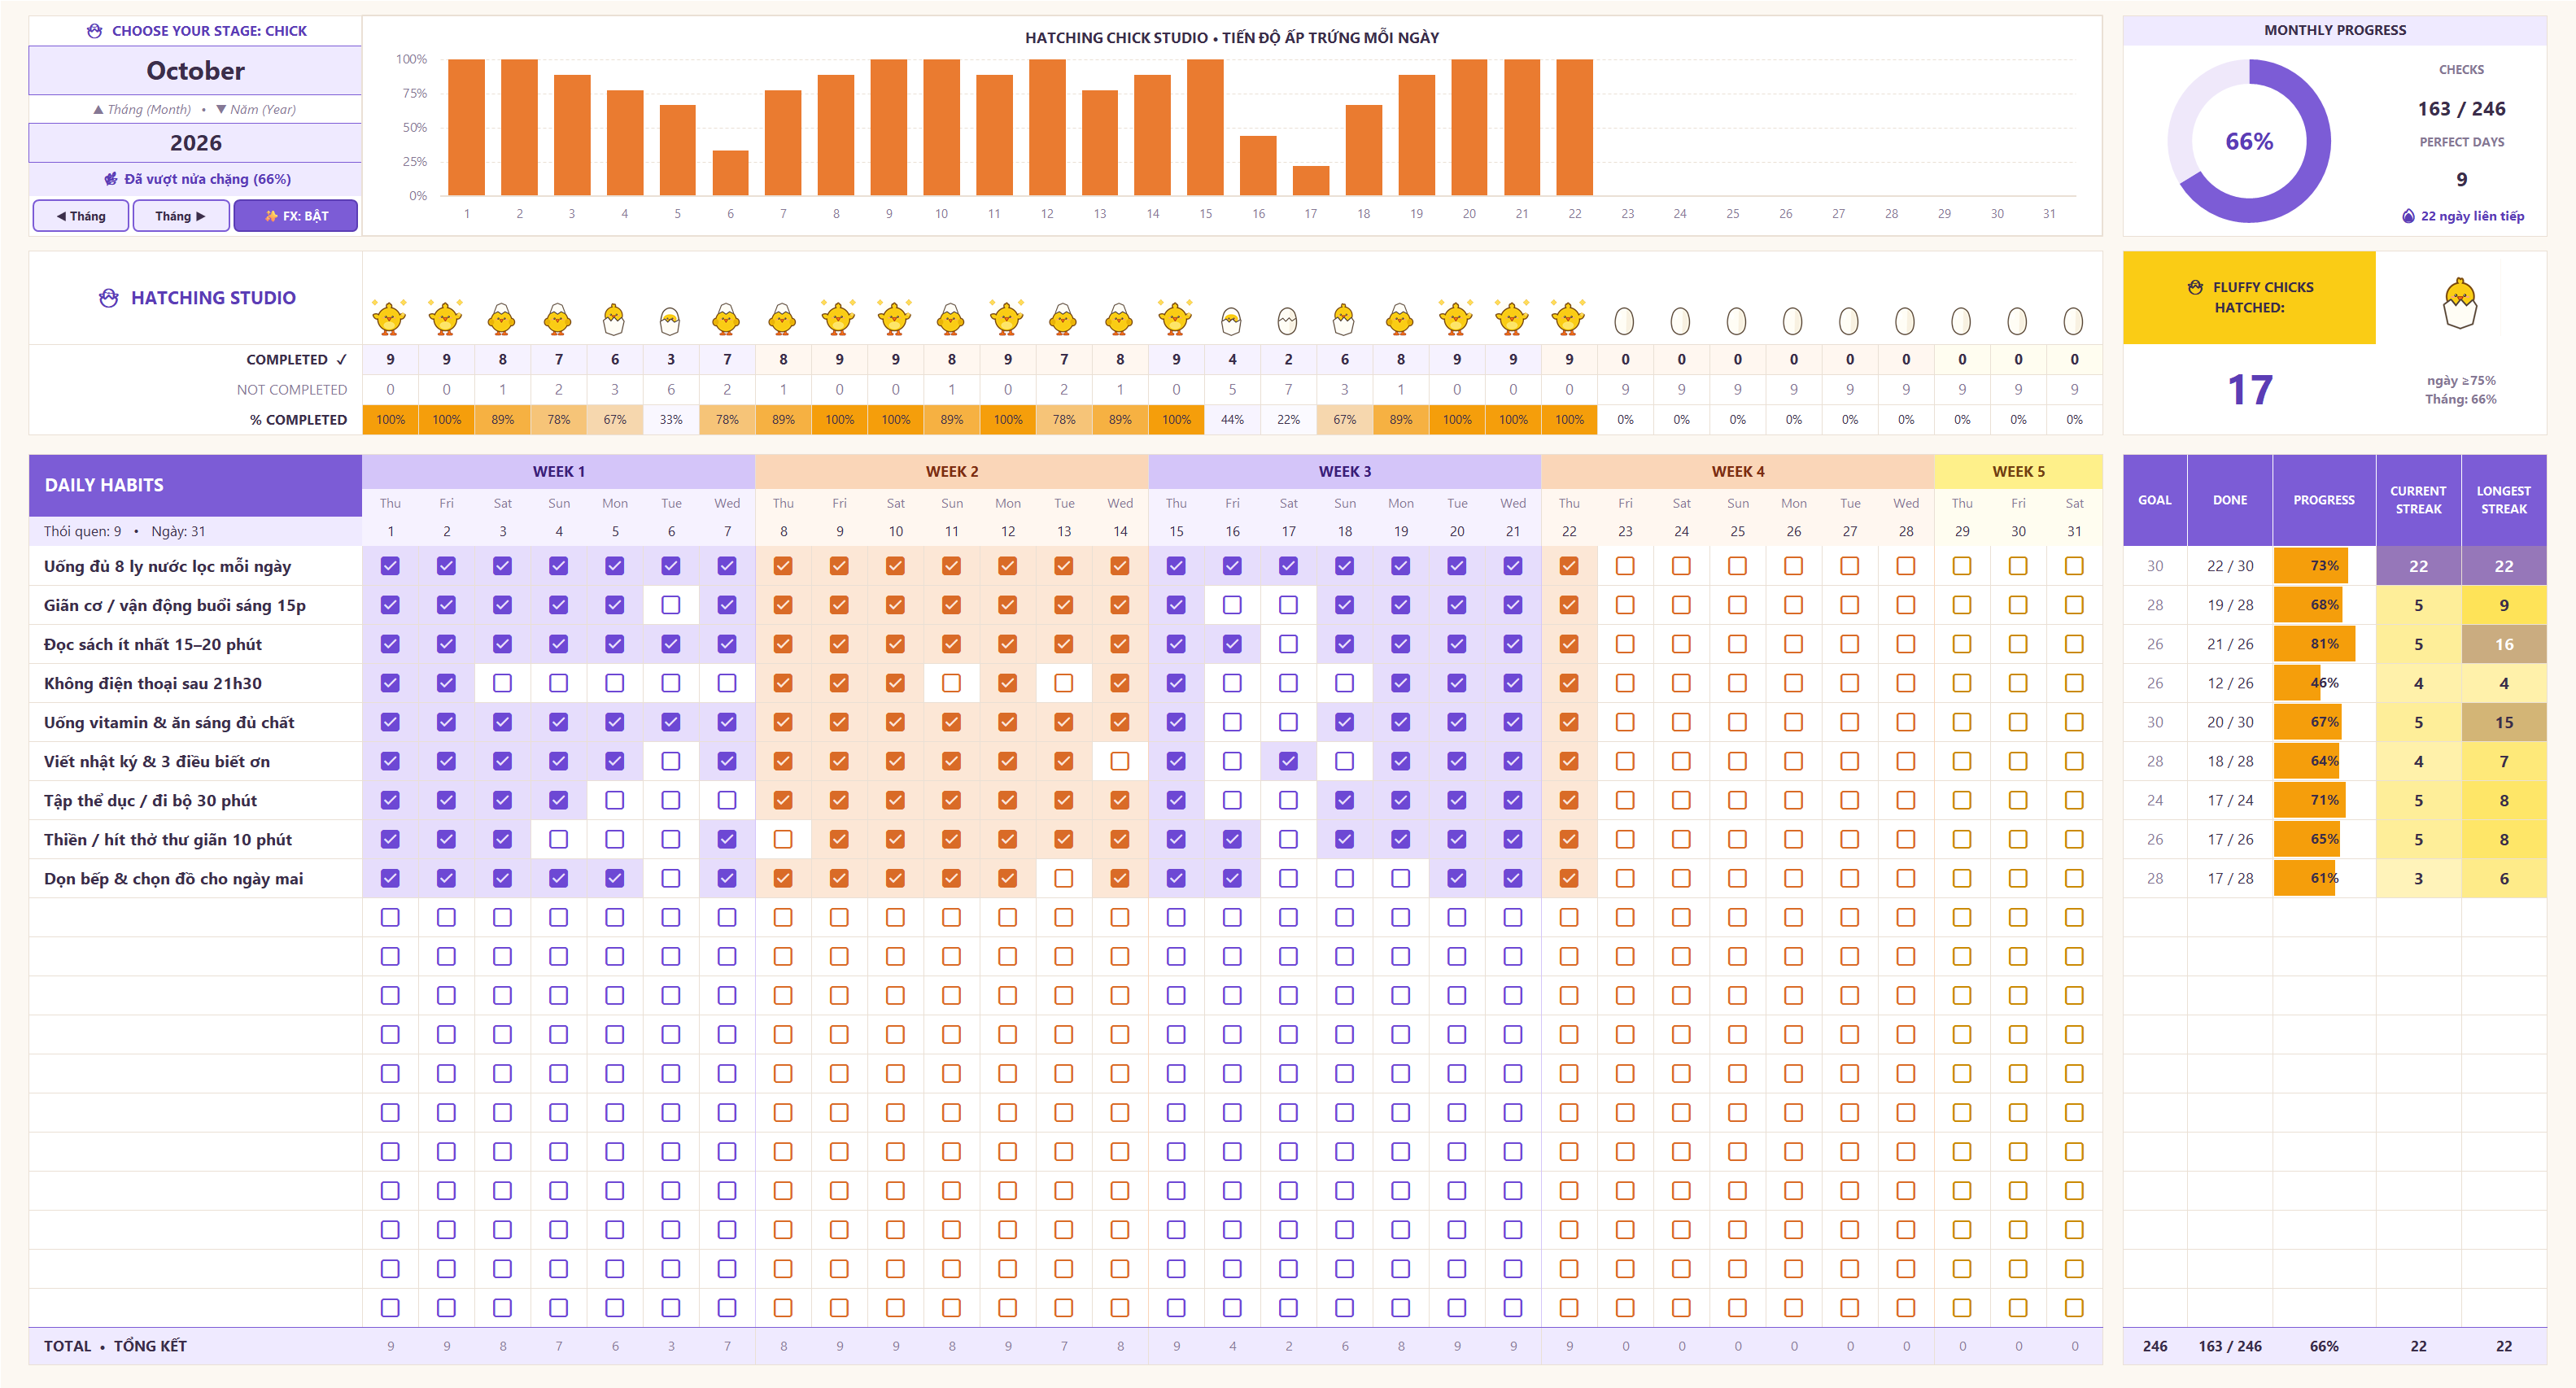 CHOOSE YOUR STAGE: CHICK
October
▲ Tháng (Month) • ▼ Năm (Year)
2026
Đã vượt nửa chặng (66%)
◀ Tháng Tháng ▶ FX: BẬT
HATCHING CHICK STUDIO • TIẾN ĐỘ ẤP TRỨNG MỖI NGÀY
100%
75%
50%
25%
0%
1 2 3 4 5 6 7 8 9 10 11 12 13 14 15 16 17 18 19 20 21 22 23 24 25 26 27 28 29 30 31
MONTHLY PROGRESS
66%
CHECKS
163 / 246
PERFECT DAYS
9
22 ngày liên tiếp
HATCHING STUDIO
COMPLETED ✓ 9 9 8 7 6 3 7 8 9 9 8 9 7 8 9 4 2 6 8 9 9 9 0 0 0 0 0 0 0 0 0
NOT COMPLETED 0 0 1 2 3 6 2 1 0 0 1 0 2 1 0 5 7 3 1 0 0 0 9 9 9 9 9 9 9 9 9
% COMPLETED 100% 100% 89% 78% 67% 33% 78% 89% 100% 100% 89% 100% 78% 89% 100% 44% 22% 67% 89% 100% 100% 100% 0% 0% 0% 0% 0% 0% 0% 0% 0%
FLUFFY CHICKS
HATCHED:
17
ngày ≥75%
Tháng: 66%
DAILY HABITS
Thói quen: 9 • Ngày: 31
WEEK 1 WEEK 2 WEEK 3 WEEK 4 WEEK 5
Thu Fri Sat Sun Mon Tue Wed Thu Fri Sat Sun Mon Tue Wed Thu Fri Sat Sun Mon Tue Wed Thu Fri Sat Sun Mon Tue Wed Thu Fri Sat
1 2 3 4 5 6 7 8 9 10 11 12 13 14 15 16 17 18 19 20 21 22 23 24 25 26 27 28 29 30 31
GOAL DONE PROGRESS CURRENT STREAK LONGEST STREAK
Uống đủ 8 ly nước lọc mỗi ngày 30 22 / 30 73% 22 22
Giãn cơ / vận động buổi sáng 15p 28 19 / 28 68% 5 9
Đọc sách ít nhất 15–20 phút 26 21 / 26 81% 5 16
Không điện thoại sau 21h30 26 12 / 26 46% 4 4
Uống vitamin & ăn sáng đủ chất 30 20 / 30 67% 5 15
Viết nhật ký & 3 điều biết ơn 28 18 / 28 64% 4 7
Tập thể dục / đi bộ 30 phút 24 17 / 24 71% 5 8
Thiền / hít thở thư giãn 10 phút 26 17 / 26 65% 5 8
Dọn bếp & chọn đồ cho ngày mai 28 17 / 28 61% 3 6
TOTAL • TỔNG KẾT 9 9 8 7 6 3 7 8 9 9 8 9 7 8 9 4 2 6 8 9 9 9 0 0 0 0 0 0 0 0 0 246 163 / 246 66% 22 22